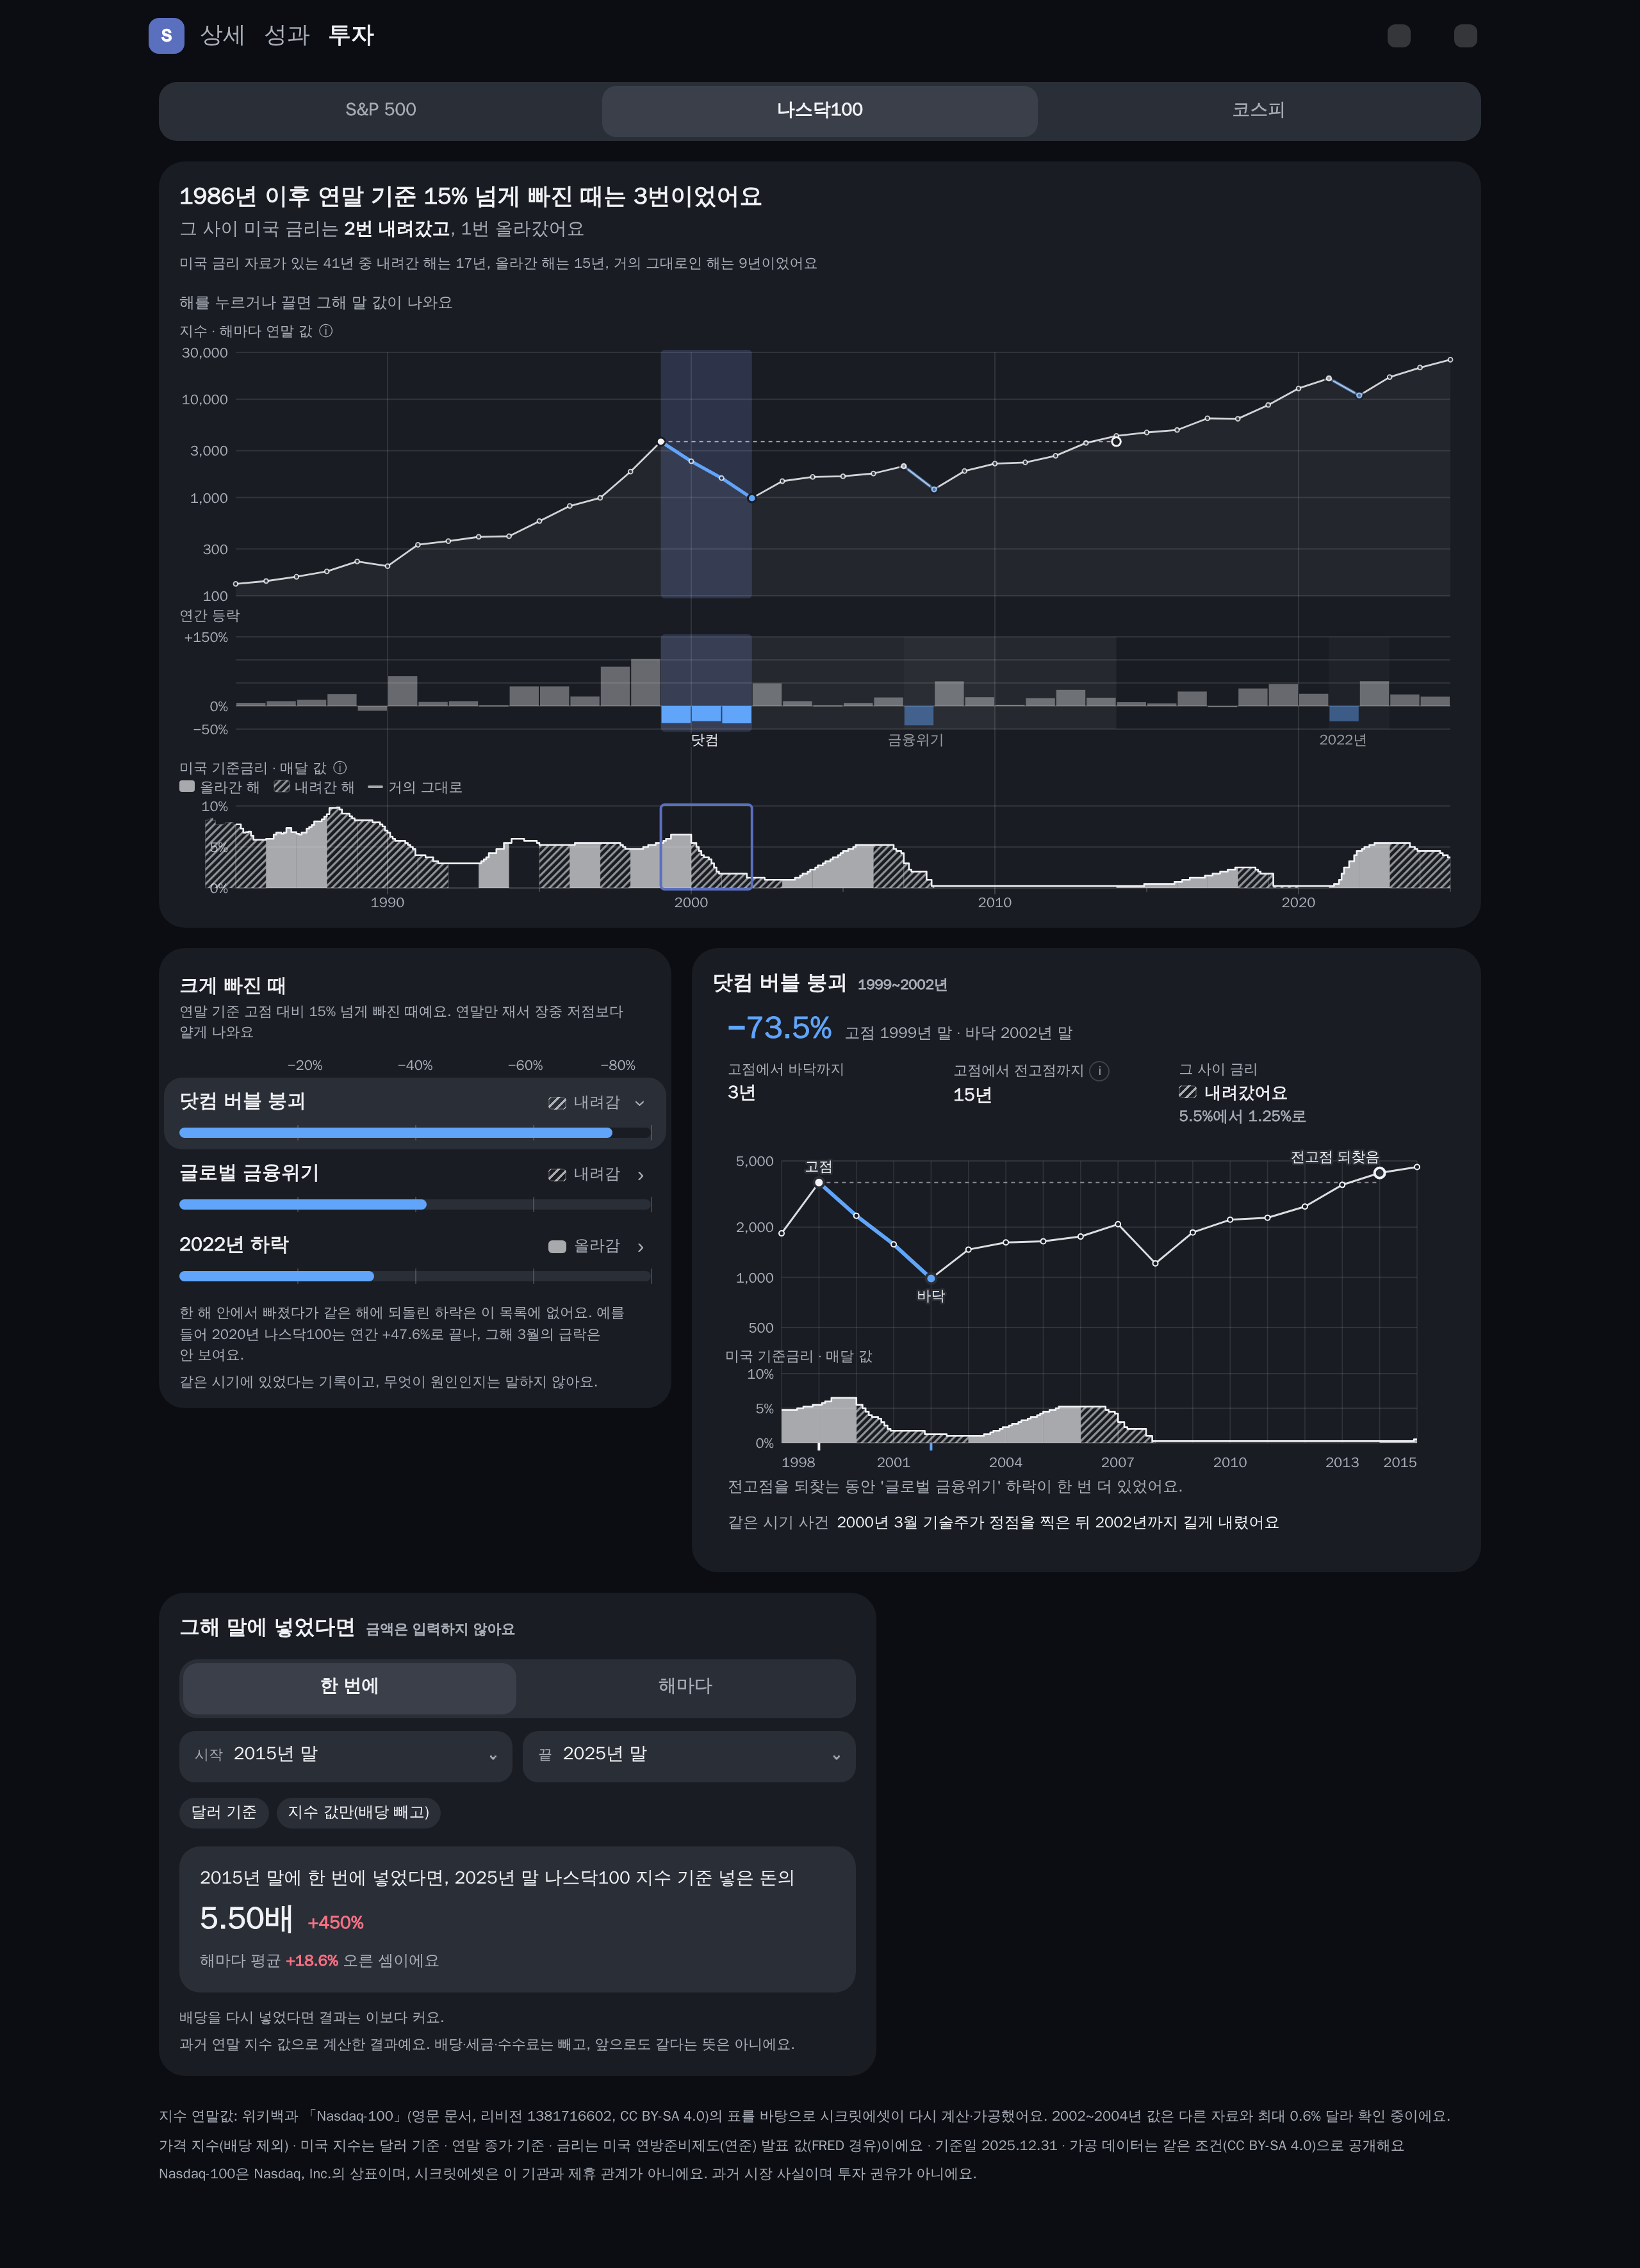 S 상세 성과 투자
S&P 500 나스닥100 코스피
1986년 이후 연말 기준 15% 넘게 빠진 때는 3번이었어요
그 사이 미국 금리는 2번 내려갔고, 1번 올라갔어요
미국 금리 자료가 있는 41년 중 내려간 해는 17년, 올라간 해는 15년, 거의 그대로인 해는 9년이었어요
해를 누르거나 끌면 그해 말 값이 나와요
지수 · 해마다 연말 값 ⓘ
30,000
10,000
3,000
1,000
300
100
연간 등락
+150%
0%
−50%
닷컴 금융위기 2022년
미국 기준금리 · 매달 값 ⓘ
올라간 해 내려간 해 거의 그대로
10%
5%
0%
1990 2000 2010 2020
크게 빠진 때
연말 기준 고점 대비 15% 넘게 빠진 때예요. 연말만 재서 장중 저점보다
얕게 나와요
−20% −40% −60% −80%
닷컴 버블 붕괴 내려감
글로벌 금융위기 내려감
2022년 하락 올라감
한 해 안에서 빠졌다가 같은 해에 되돌린 하락은 이 목록에 없어요. 예를
들어 2020년 나스닥100는 연간 +47.6%로 끝나, 그해 3월의 급락은
안 보여요.
같은 시기에 있었다는 기록이고, 무엇이 원인인지는 말하지 않아요.
닷컴 버블 붕괴 1999~2002년
−73.5% 고점 1999년 말 · 바닥 2002년 말
고점에서 바닥까지 고점에서 전고점까지 ⓘ 그 사이 금리
3년 15년 내려갔어요
5.5%에서 1.25%로
5,000 고점 전고점 되찾음
2,000
1,000
바닥
500
미국 기준금리 · 매달 값
10%
5%
0%
1998 2001 2004 2007 2010 2013 2015
전고점을 되찾는 동안 '글로벌 금융위기' 하락이 한 번 더 있었어요.
같은 시기 사건 2000년 3월 기술주가 정점을 찍은 뒤 2002년까지 길게 내렸어요
그해 말에 넣었다면 금액은 입력하지 않아요
한 번에 해마다
시작 2015년 말 끝 2025년 말
달러 기준 지수 값만(배당 빼고)
2015년 말에 한 번에 넣었다면, 2025년 말 나스닥100 지수 기준 넣은 돈의
5.50배 +450%
해마다 평균 +18.6% 오른 셈이에요
배당을 다시 넣었다면 결과는 이보다 커요.
과거 연말 지수 값으로 계산한 결과예요. 배당·세금·수수료는 빼고, 앞으로도 같다는 뜻은 아니에요.
지수 연말값: 위키백과 「Nasdaq-100」(영문 문서, 리비전 1381716602, CC BY-SA 4.0)의 표를 바탕으로 시크릿에셋이 다시 계산·가공했어요. 2002~2004년 값은 다른 자료와 최대 0.6% 달라 확인 중이에요.
가격 지수(배당 제외) · 미국 지수는 달러 기준 · 연말 종가 기준 · 금리는 미국 연방준비제도(연준) 발표 값(FRED 경유)이에요 · 기준일 2025.12.31 · 가공 데이터는 같은 조건(CC BY-SA 4.0)으로 공개해요
Nasdaq-100은 Nasdaq, Inc.의 상표이며, 시크릿에셋은 이 기관과 제휴 관계가 아니에요. 과거 시장 사실이며 투자 권유가 아니에요.